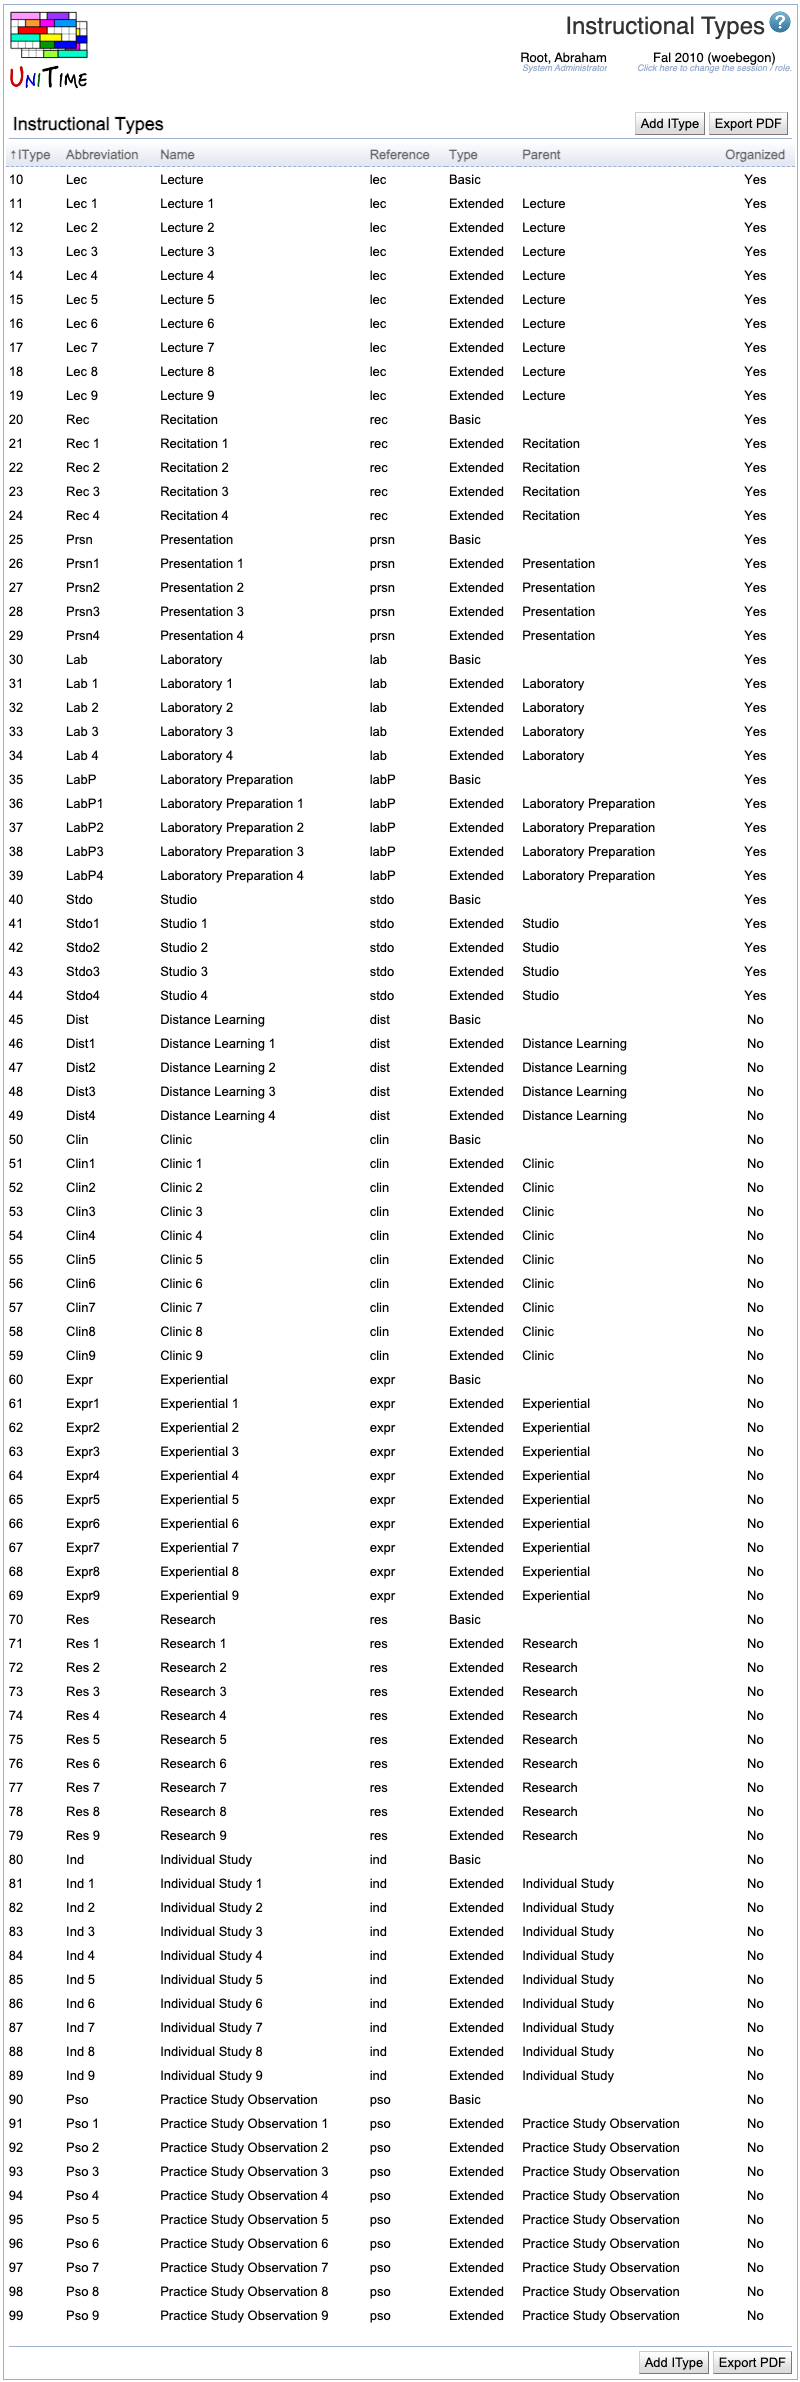 Instructional Types ?
UNITIME
Root, Abraham Fal 2010 (woebegon)
System Administrator Click here to change the session / role.
Instructional Types Add IType Export PDF
↑IType Abbreviation Name Reference Type Parent Organized
10 Lec Lecture lec Basic Yes
11 Lec 1 Lecture 1 lec Extended Lecture Yes
12 Lec 2 Lecture 2 lec Extended Lecture Yes
13 Lec 3 Lecture 3 lec Extended Lecture Yes
14 Lec 4 Lecture 4 lec Extended Lecture Yes
15 Lec 5 Lecture 5 lec Extended Lecture Yes
16 Lec 6 Lecture 6 lec Extended Lecture Yes
17 Lec 7 Lecture 7 lec Extended Lecture Yes
18 Lec 8 Lecture 8 lec Extended Lecture Yes
19 Lec 9 Lecture 9 lec Extended Lecture Yes
20 Rec Recitation rec Basic Yes
21 Rec 1 Recitation 1 rec Extended Recitation Yes
22 Rec 2 Recitation 2 rec Extended Recitation Yes
23 Rec 3 Recitation 3 rec Extended Recitation Yes
24 Rec 4 Recitation 4 rec Extended Recitation Yes
25 Prsn Presentation prsn Basic Yes
26 Prsn1 Presentation 1 prsn Extended Presentation Yes
27 Prsn2 Presentation 2 prsn Extended Presentation Yes
28 Prsn3 Presentation 3 prsn Extended Presentation Yes
29 Prsn4 Presentation 4 prsn Extended Presentation Yes
30 Lab Laboratory lab Basic Yes
31 Lab 1 Laboratory 1 lab Extended Laboratory Yes
32 Lab 2 Laboratory 2 lab Extended Laboratory Yes
33 Lab 3 Laboratory 3 lab Extended Laboratory Yes
34 Lab 4 Laboratory 4 lab Extended Laboratory Yes
35 LabP Laboratory Preparation labP Basic Yes
36 LabP1 Laboratory Preparation 1 labP Extended Laboratory Preparation Yes
37 LabP2 Laboratory Preparation 2 labP Extended Laboratory Preparation Yes
38 LabP3 Laboratory Preparation 3 labP Extended Laboratory Preparation Yes
39 LabP4 Laboratory Preparation 4 labP Extended Laboratory Preparation Yes
40 Stdo Studio stdo Basic Yes
41 Stdo1 Studio 1 stdo Extended Studio Yes
42 Stdo2 Studio 2 stdo Extended Studio Yes
43 Stdo3 Studio 3 stdo Extended Studio Yes
44 Stdo4 Studio 4 stdo Extended Studio Yes
45 Dist Distance Learning dist Basic No
46 Dist1 Distance Learning 1 dist Extended Distance Learning No
47 Dist2 Distance Learning 2 dist Extended Distance Learning No
48 Dist3 Distance Learning 3 dist Extended Distance Learning No
49 Dist4 Distance Learning 4 dist Extended Distance Learning No
50 Clin Clinic clin Basic No
51 Clin1 Clinic 1 clin Extended Clinic No
52 Clin2 Clinic 2 clin Extended Clinic No
53 Clin3 Clinic 3 clin Extended Clinic No
54 Clin4 Clinic 4 clin Extended Clinic No
55 Clin5 Clinic 5 clin Extended Clinic No
56 Clin6 Clinic 6 clin Extended Clinic No
57 Clin7 Clinic 7 clin Extended Clinic No
58 Clin8 Clinic 8 clin Extended Clinic No
59 Clin9 Clinic 9 clin Extended Clinic No
60 Expr Experiential expr Basic No
61 Expr1 Experiential 1 expr Extended Experiential No
62 Expr2 Experiential 2 expr Extended Experiential No
63 Expr3 Experiential 3 expr Extended Experiential No
64 Expr4 Experiential 4 expr Extended Experiential No
65 Expr5 Experiential 5 expr Extended Experiential No
66 Expr6 Experiential 6 expr Extended Experiential No
67 Expr7 Experiential 7 expr Extended Experiential No
68 Expr8 Experiential 8 expr Extended Experiential No
69 Expr9 Experiential 9 expr Extended Experiential No
70 Res Research res Basic No
71 Res 1 Research 1 res Extended Research No
72 Res 2 Research 2 res Extended Research No
73 Res 3 Research 3 res Extended Research No
74 Res 4 Research 4 res Extended Research No
75 Res 5 Research 5 res Extended Research No
76 Res 6 Research 6 res Extended Research No
77 Res 7 Research 7 res Extended Research No
78 Res 8 Research 8 res Extended Research No
79 Res 9 Research 9 res Extended Research No
80 Ind Individual Study ind Basic No
81 Ind 1 Individual Study 1 ind Extended Individual Study No
82 Ind 2 Individual Study 2 ind Extended Individual Study No
83 Ind 3 Individual Study 3 ind Extended Individual Study No
84 Ind 4 Individual Study 4 ind Extended Individual Study No
85 Ind 5 Individual Study 5 ind Extended Individual Study No
86 Ind 6 Individual Study 6 ind Extended Individual Study No
87 Ind 7 Individual Study 7 ind Extended Individual Study No
88 Ind 8 Individual Study 8 ind Extended Individual Study No
89 Ind 9 Individual Study 9 ind Extended Individual Study No
90 Pso Practice Study Observation pso Basic No
91 Pso 1 Practice Study Observation 1 pso Extended Practice Study Observation No
92 Pso 2 Practice Study Observation 2 pso Extended Practice Study Observation No
93 Pso 3 Practice Study Observation 3 pso Extended Practice Study Observation No
94 Pso 4 Practice Study Observation 4 pso Extended Practice Study Observation No
95 Pso 5 Practice Study Observation 5 pso Extended Practice Study Observation No
96 Pso 6 Practice Study Observation 6 pso Extended Practice Study Observation No
97 Pso 7 Practice Study Observation 7 pso Extended Practice Study Observation No
98 Pso 8 Practice Study Observation 8 pso Extended Practice Study Observation No
99 Pso 9 Practice Study Observation 9 pso Extended Practice Study Observation No
Add IType Export PDF